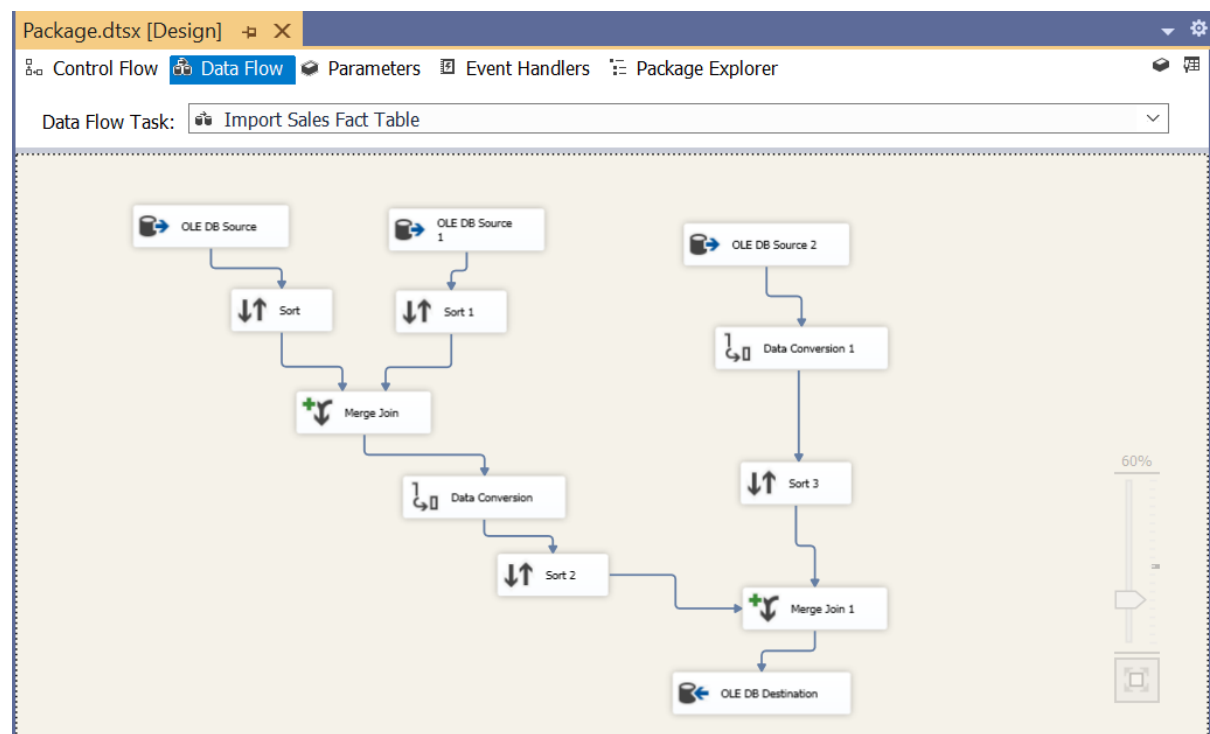 Package.dtsx [Design]
Control Flow Data Flow Parameters Event Handlers Package Explorer
Data Flow Task: Import Sales Fact Table
OLE DB Source
OLE DB Source
1
OLE DB Source 2
Sort
Sort 1
Data Conversion 1
Merge Join
60%
Data Conversion
Sort 3
Sort 2
Merge Join 1
OLE DB Destination